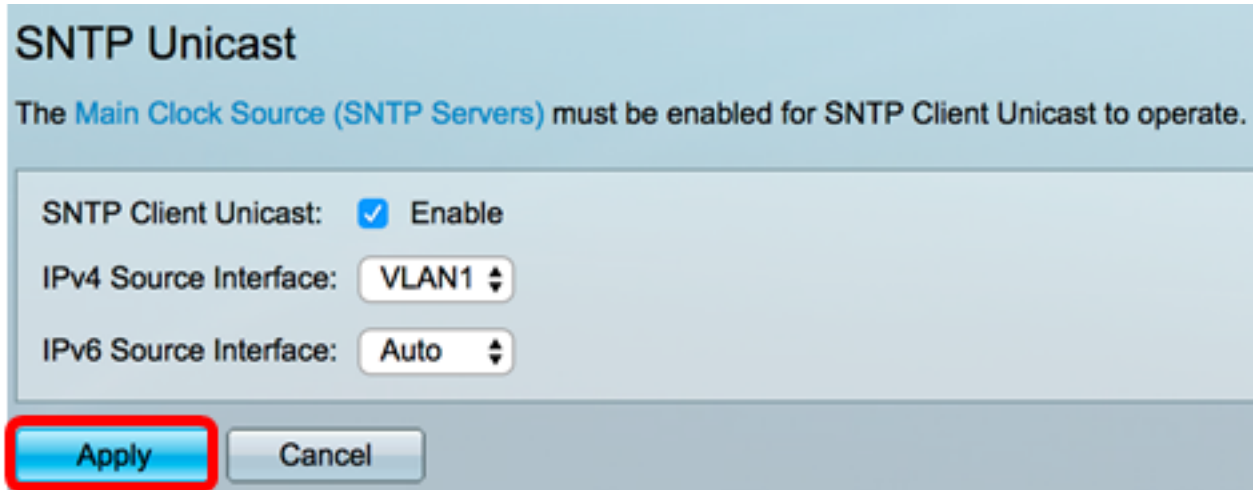 SNTP Unicast
The Main Clock Source (SNTP Servers) must be enabled for SNTP Client Unicast to operate.
SNTP Client Unicast: Enable
IPv4 Source Interface: VLAN1
IPv6 Source Interface: Auto
Apply Cancel